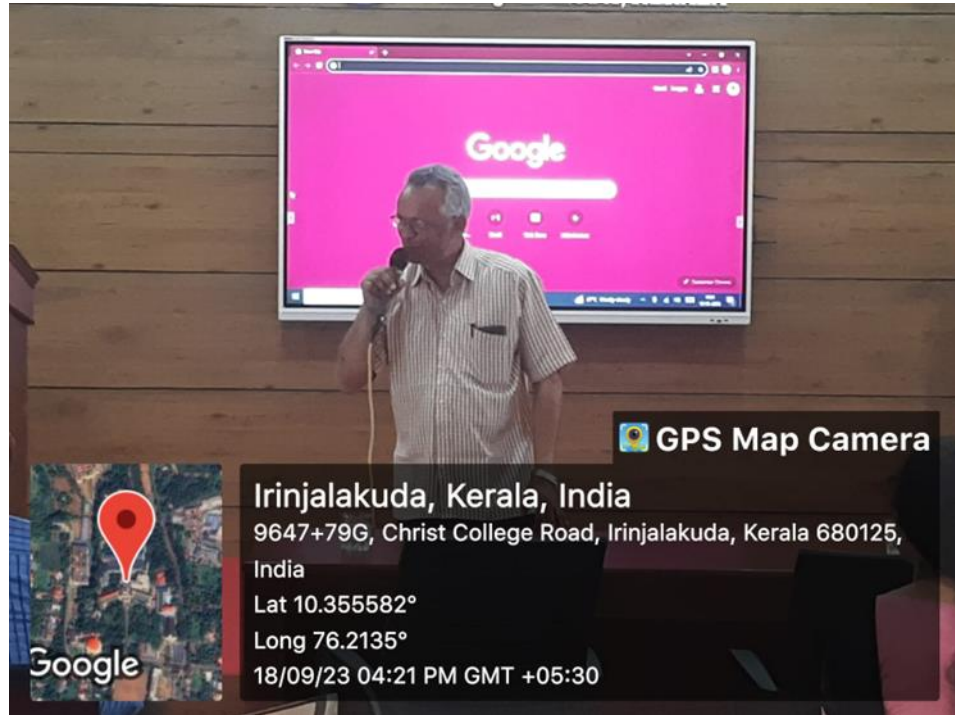 Google
GPS Map Camera
Irinjalakuda, Kerala, India
9647+79G, Christ College Road, Irinjalakuda, Kerala 680125,
India
Lat 10.355582°
Long 76.2135°
18/09/23 04:21 PM GMT +05:30
Google